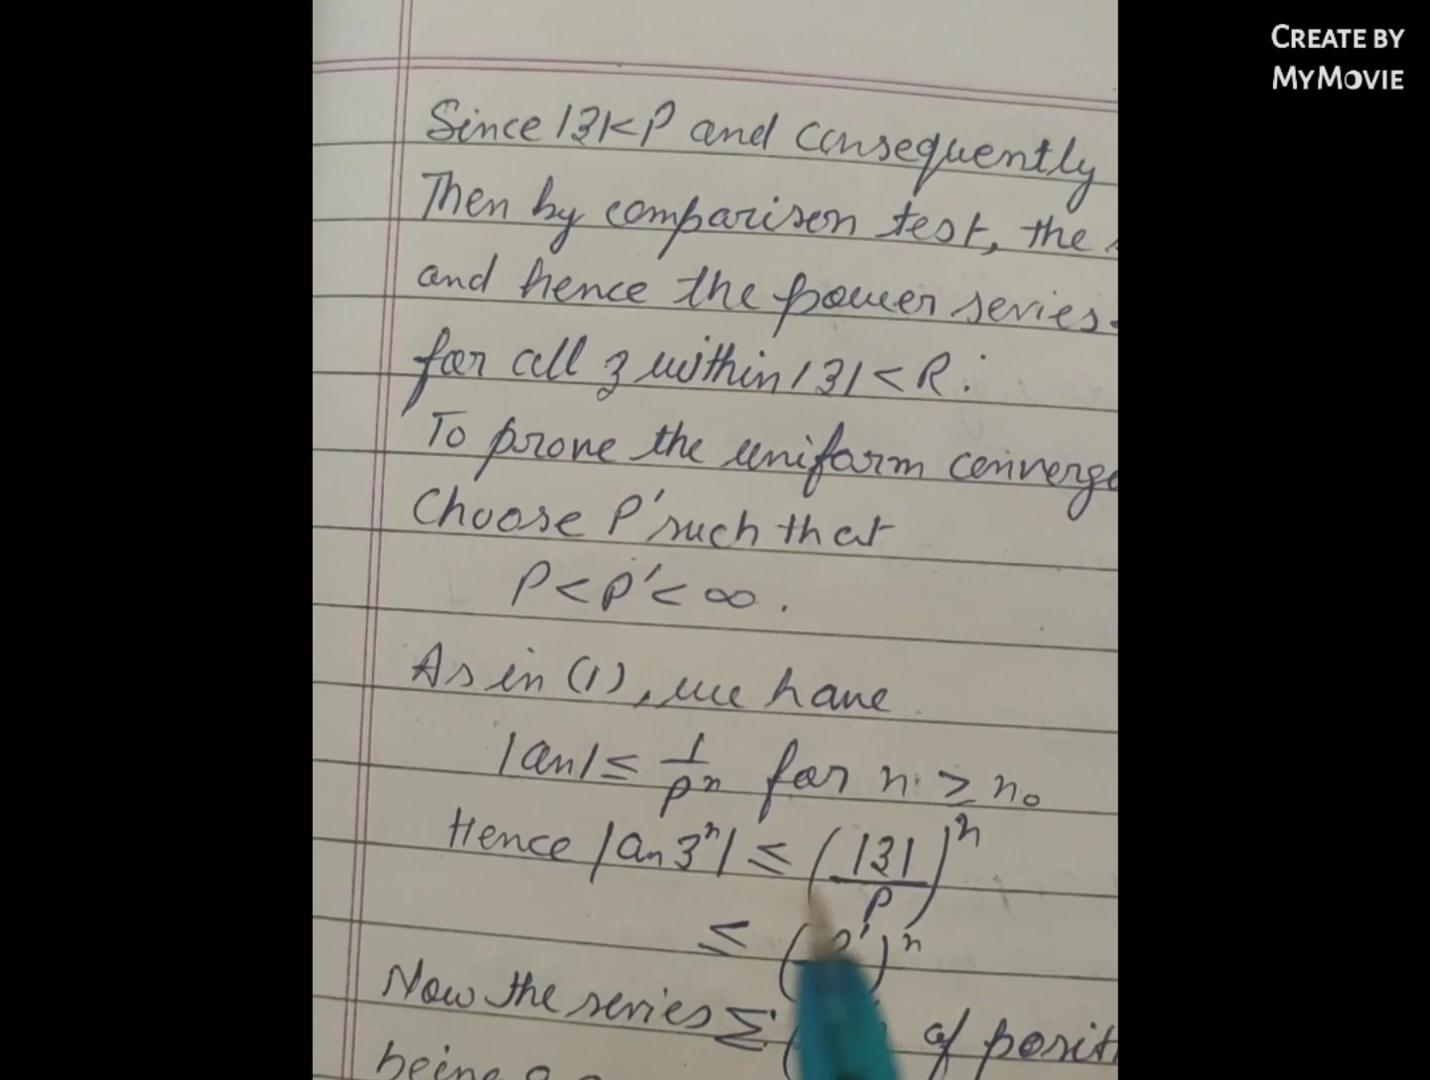 CREATE BY
MYMOVIE
Since |z|<ρ and consequently
Then by comparison test, the
and hence the power series
for all z within |z| < R.
To prove the uniform converge
Choose ρ' such that
ρ < ρ' < ∞.
As in (1), we have
|an| ≤ 1/ρ^n for n ≥ n₀
Hence |an z^n| ≤ (|z|/ρ)^n
≤ ( ρ' )^n
Now the series Σ ( of posit
being